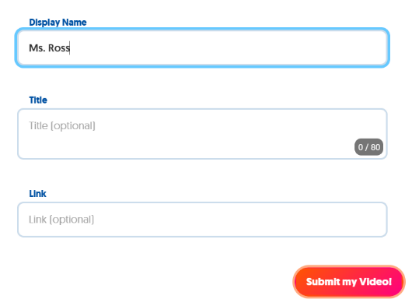 Display Name
Ms. Ross
Title
Title [optional]
0 / 80
Link
Link [optional]
Submit my Video!